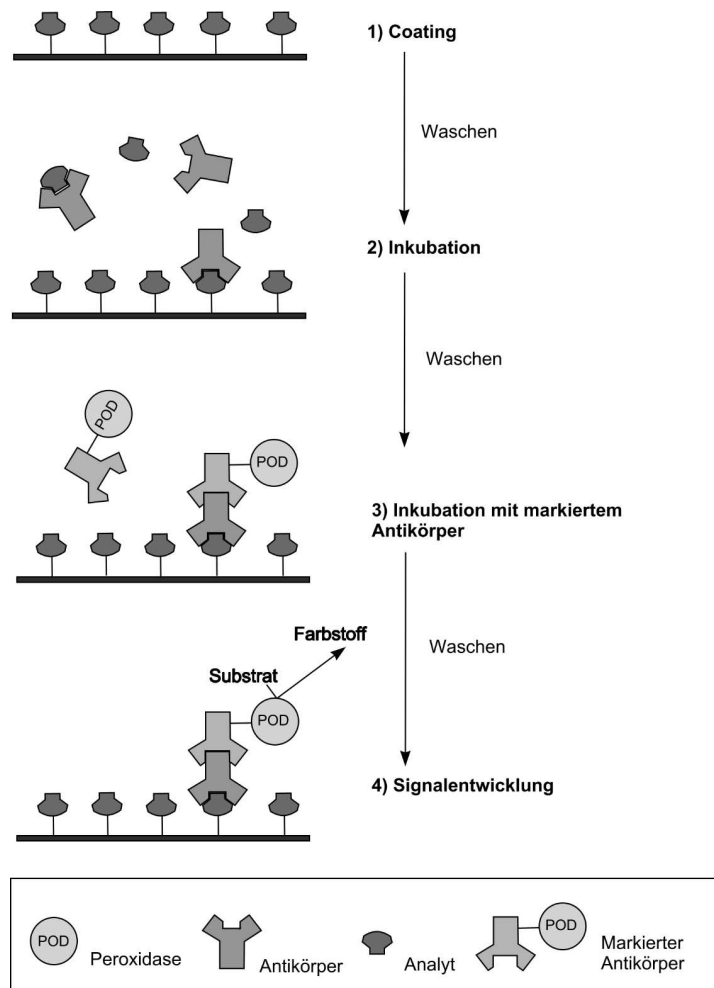 1) Coating
Waschen
2) Inkubation
Waschen
POD
POD
3) Inkubation mit markiertem
Antikörper
Farbstoff
Waschen
Substrat
POD
4) Signalentwicklung
POD
Peroxidase
Antikörper
Analyt
POD
Markierter
Antikörper